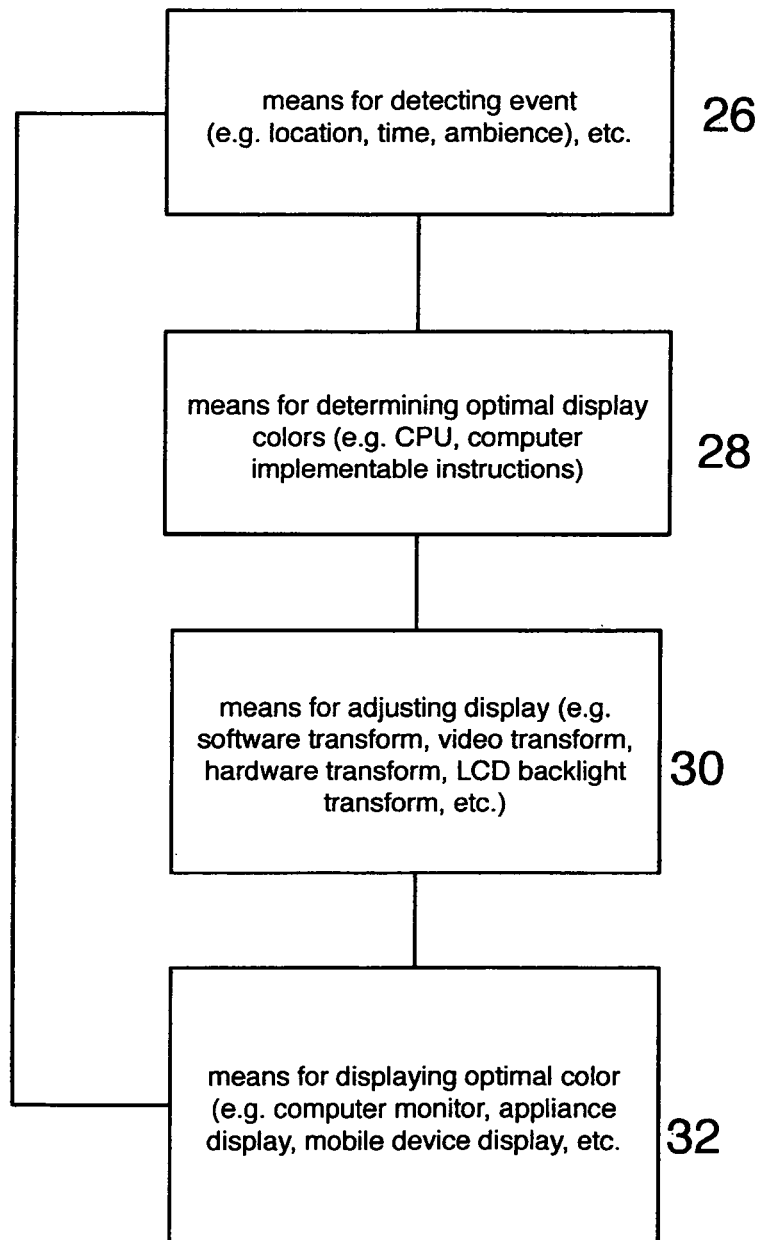 means for detecting event
(e.g. location, time, ambience), etc.
26
means for determining optimal display
colors (e.g. CPU, computer
implementable instructions)
28
means for adjusting display (e.g.
software transform, video transform,
hardware transform, LCD backlight
transform, etc.)
30
means for displaying optimal color
(e.g. computer monitor, appliance
display, mobile device display, etc.
32